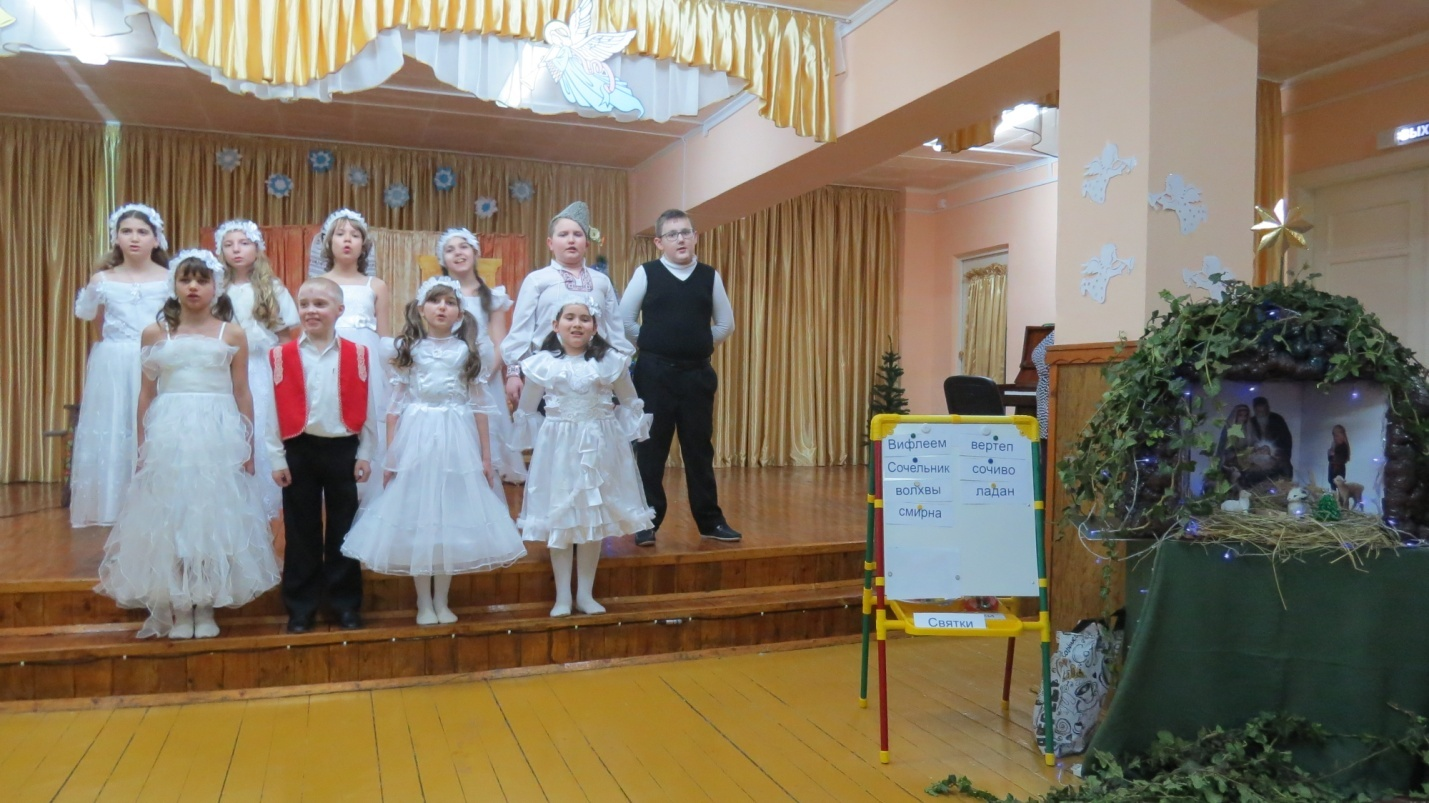 Вифлеем
Сочельник
волхвы
смирна
вертеп
сочиво
ладан
Святки